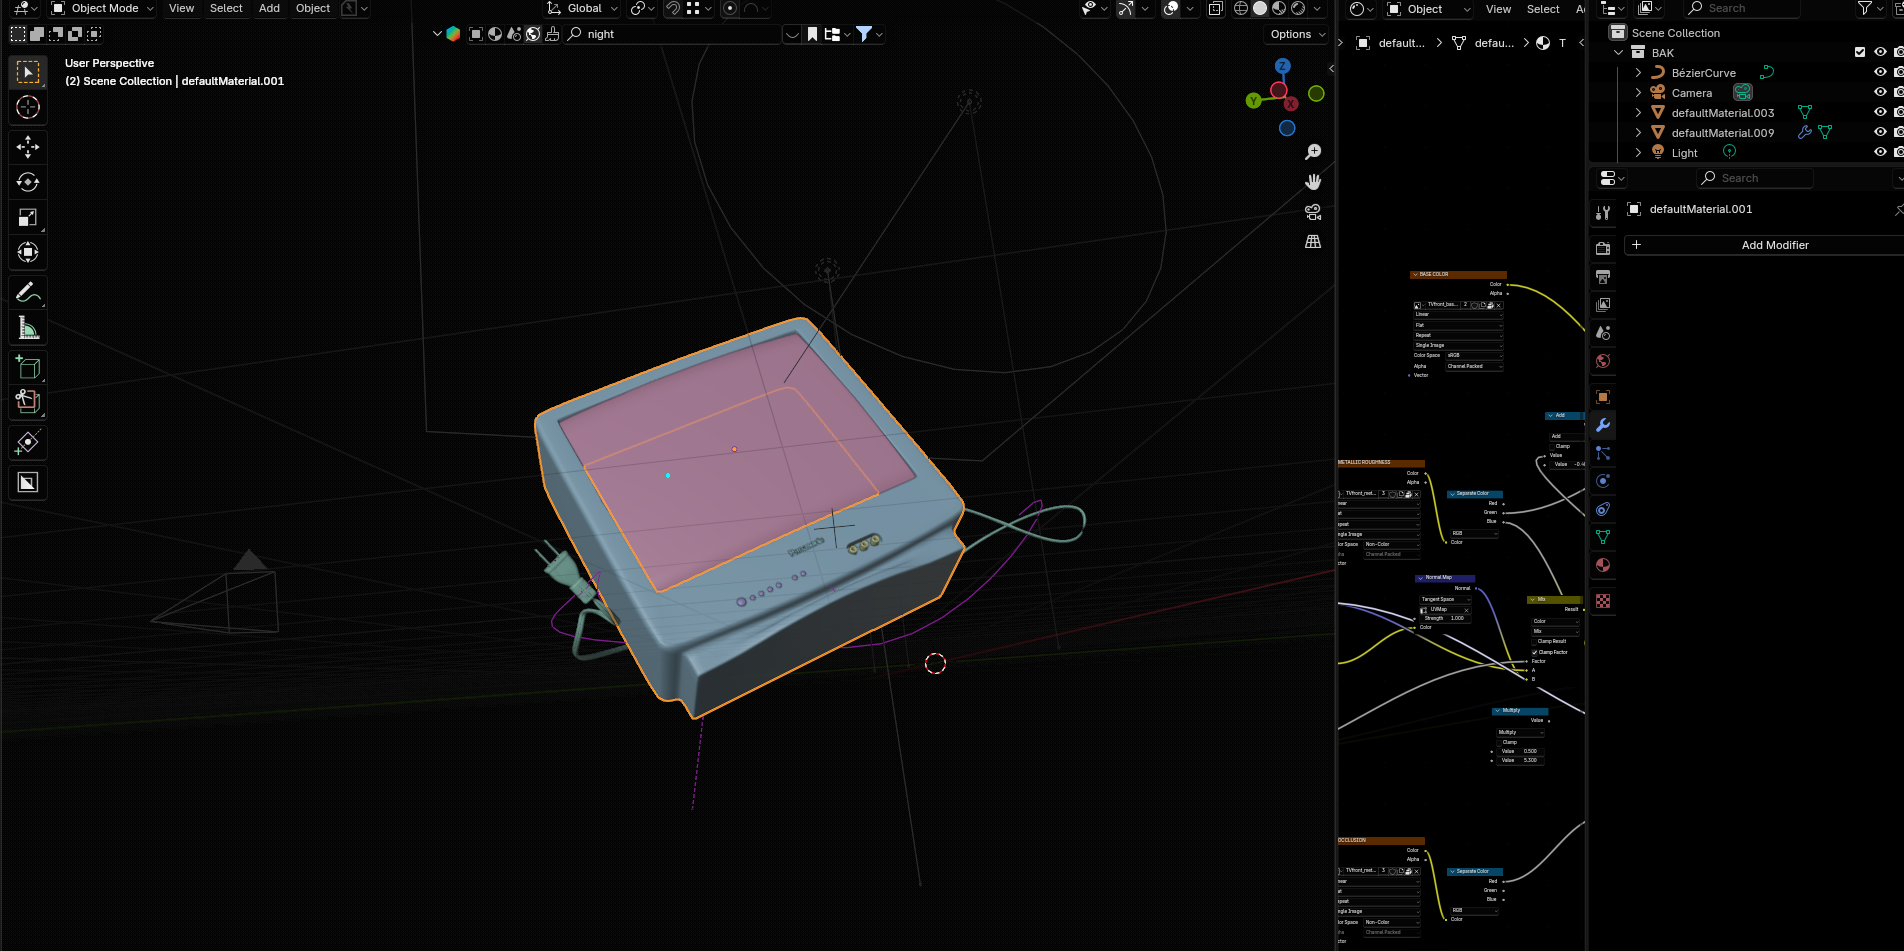 Object Mode
View
Select
Add
Object
Global
night
Options
User Perspective
(2) Scene Collection | defaultMaterial.001
Z
Y
X
Object
View
Select
default...
defau...
T
BASE COLOR
Color
Alpha
TVfront_bas...
2
Linear
Flat
Repeat
Single Image
Color Space
sRGB
Alpha
Channel Packed
Vector
Add
Add
Clamp
Value
Value
METALLIC ROUGHNESS
Color
Alpha
TVfront_met...
3
Non-Color
Channel Packed
Separate Color
Red
Green
Blue
RGB
Color
Normal Map
Normal
Tangent Space
UVMap
Strength
1.000
Color
Mix
Result
Color
Mix
Clamp Result
Clamp Factor
Factor
A
B
Multiply
Value
Multiply
Clamp
Value
0.500
Value
5.300
OCCLUSION
Color
Alpha
TVfront_met...
3
Non-Color
Channel Packed
Separate Color
Red
Green
Blue
RGB
Color
Search
Scene Collection
BAK
BézierCurve
Camera
defaultMaterial.003
defaultMaterial.009
Light
Search
defaultMaterial.001
Add Modifier